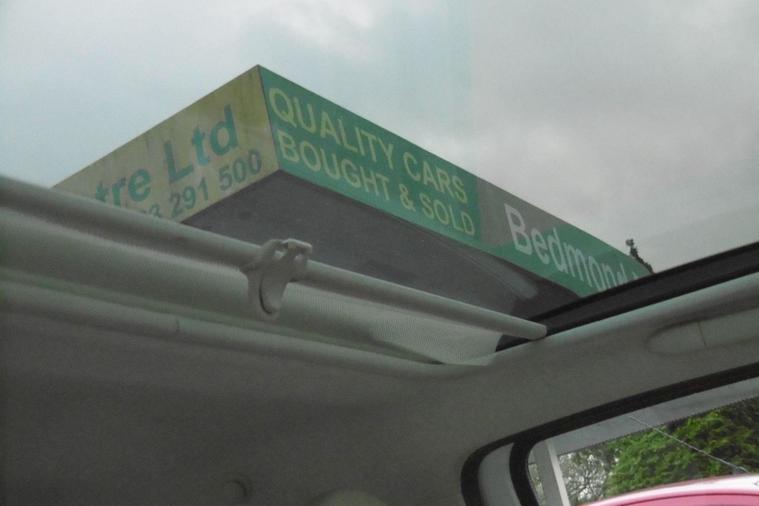 tre Ltd
291 500
QUALITY CARS
BOUGHT & SOLD
Bedmond